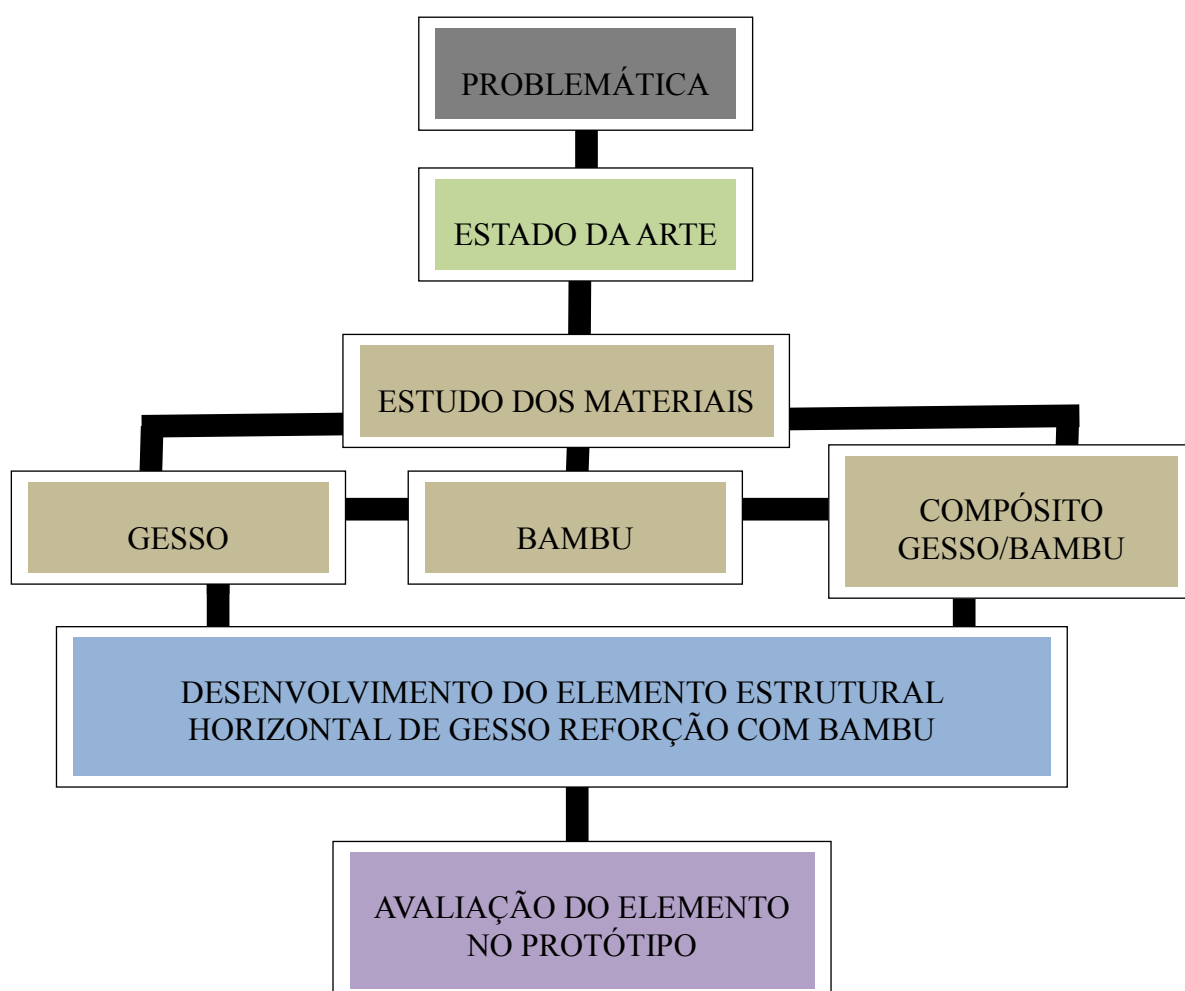 PROBLEMÁTICA
ESTADO DA ARTE
ESTUDO DOS MATERIAIS
GESSO
BAMBU
COMPÓSITO
GESSO/BAMBU
DESENVOLVIMENTO DO ELEMENTO ESTRUTURAL
HORIZONTAL DE GESSO REFORÇÃO COM BAMBU
AVALIAÇÃO DO ELEMENTO
NO PROTÓTIPO